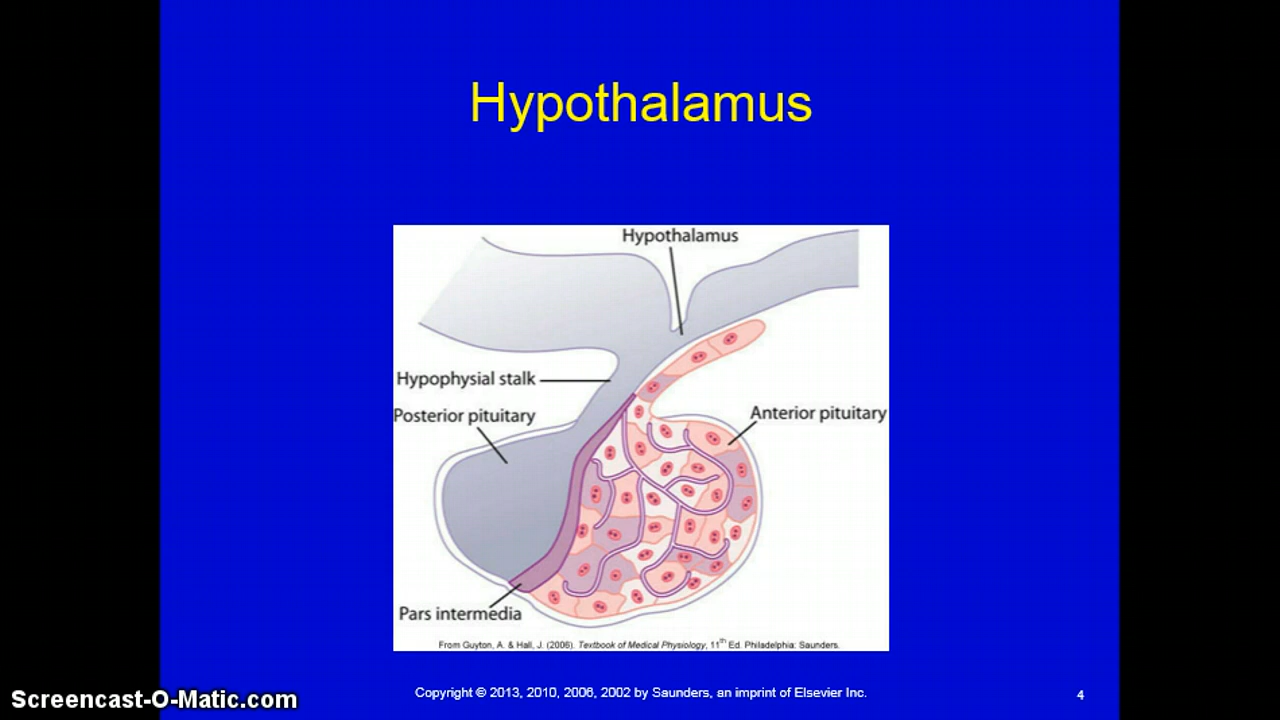 Hypothalamus
Hypothalamus
Hypophysial stalk
Posterior pituitary
Anterior pituitary
Pars intermedia
From Guyton, A. & Hall, J. (2006). Textbook of Medical Physiology, 11th Ed. Philadelphia: Saunders.
Copyright © 2013, 2010, 2006, 2002 by Saunders, an imprint of Elsevier Inc.
4
Screencast-O-Matic.com